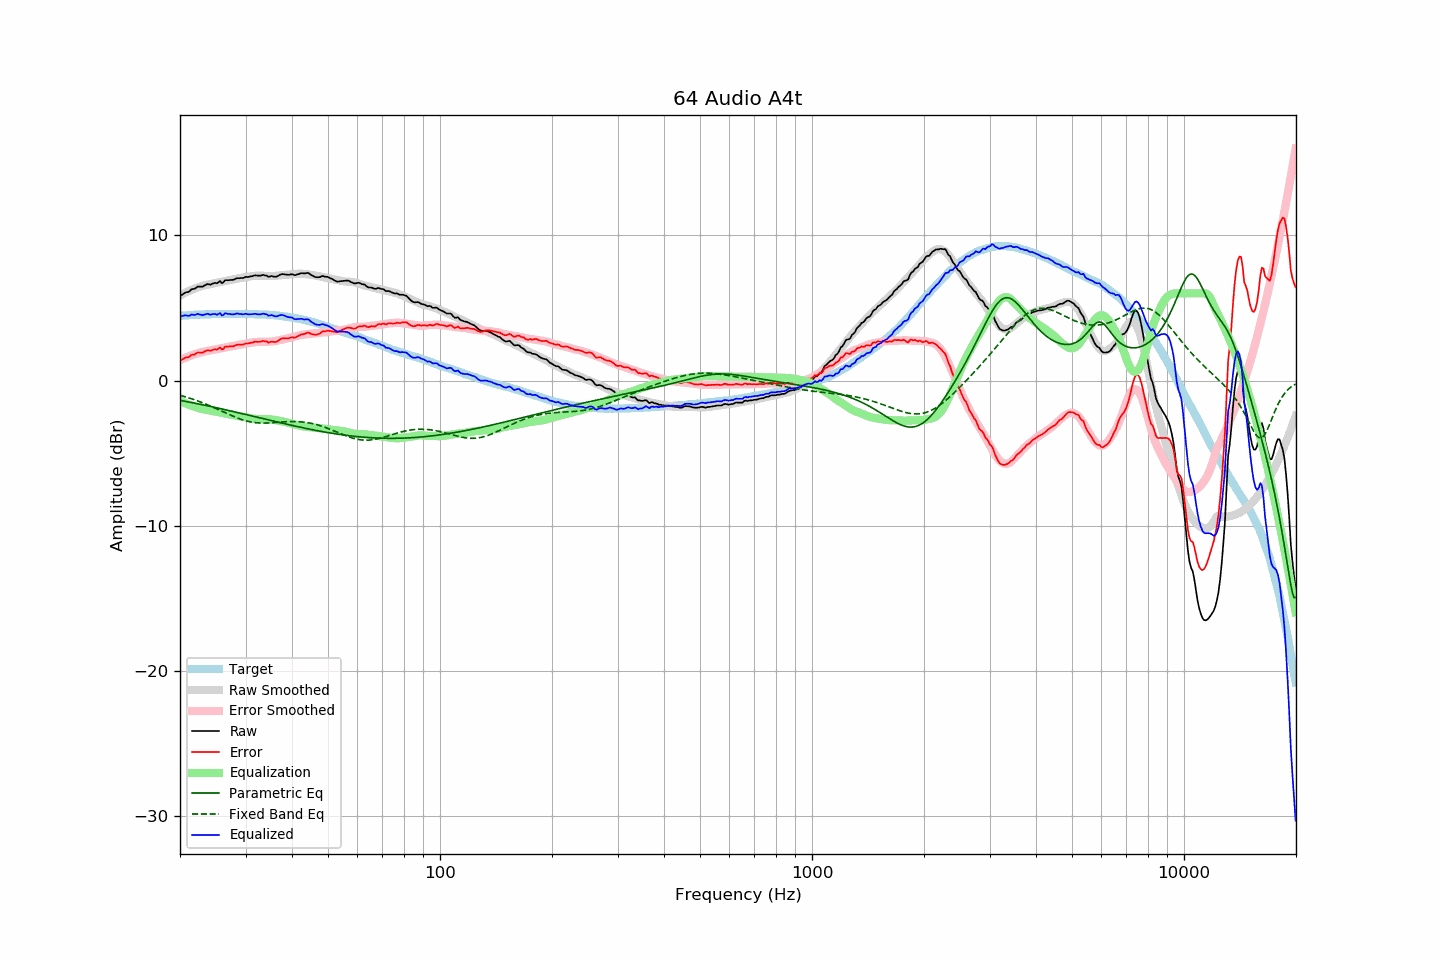 64 Audio A4t
Amplitude (dBr)
10
0
−10
−20
−30
Target
Raw Smoothed
Error Smoothed
Raw
Error
Equalization
Parametric Eq
Fixed Band Eq
Equalized
100
1000
10000
Frequency (Hz)